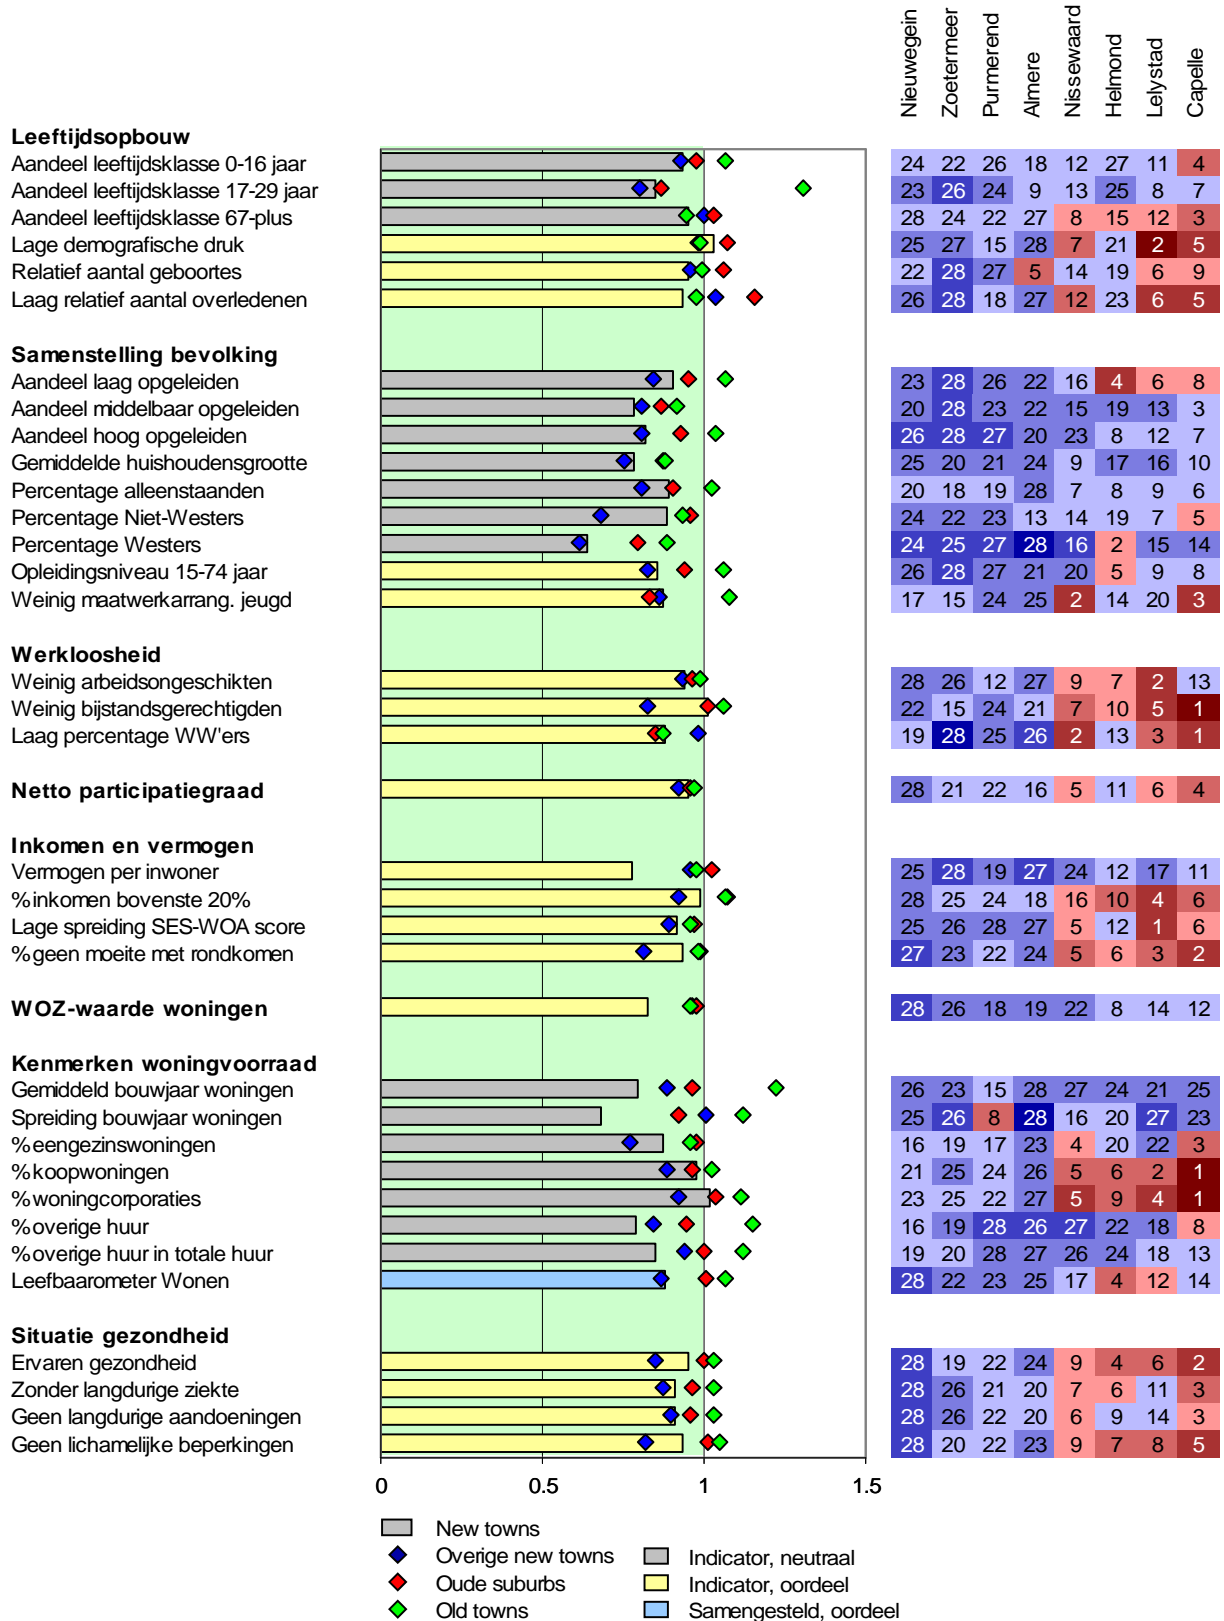 Nieuwegein Zoetermeer Purmerend Almere Nissewaard Helmond Lelystad Capelle
Leeftijdsopbouw
Aandeel leeftijdsklasse 0-16 jaar 24 22 26 18 12 27 11 4
Aandeel leeftijdsklasse 17-29 jaar 23 26 24 9 13 25 8 7
Aandeel leeftijdsklasse 67-plus 28 24 22 27 8 15 12 3
Lage demografische druk 25 27 15 28 7 21 2 5
Relatief aantal geboortes 22 28 27 5 14 19 6 9
Laag relatief aantal overledenen 26 28 18 27 12 23 6 5
Samenstelling bevolking
Aandeel laag opgeleiden 23 28 26 22 16 4 6 8
Aandeel middelbaar opgeleiden 20 28 23 22 15 19 13 3
Aandeel hoog opgeleiden 26 28 27 20 23 8 12 7
Gemiddelde huishoudensgrootte 25 20 21 24 9 17 16 10
Percentage alleenstaanden 20 18 19 28 7 8 9 6
Percentage Niet-Westers 24 22 23 13 14 19 7 5
Percentage Westers 24 25 27 28 16 2 15 14
Opleidingsniveau 15-74 jaar 26 28 27 21 20 5 9 8
Weinig maatwerkarrang. jeugd 17 15 24 25 2 14 20 3
Werkloosheid
Weinig arbeidsongeschikten 28 26 12 27 9 7 2 13
Weinig bijstandsgerechtigden 22 15 24 21 7 10 5 1
Laag percentage WW'ers 19 28 25 26 2 13 3 1
Netto participatiegraad 28 21 22 16 5 11 6 4
Inkomen en vermogen
Vermogen per inwoner 25 28 19 27 24 12 17 11
%inkomen bovenste 20% 28 25 24 18 16 10 4 6
Lage spreiding SES-WOA score 25 26 28 27 5 12 1 6
%geen moeite met rondkomen 27 23 22 24 5 6 3 2
WOZ-waarde woningen 28 26 18 19 22 8 14 12
Kenmerken woningvoorraad
Gemiddeld bouwjaar woningen 26 23 15 28 27 24 21 25
Spreiding bouwjaar woningen 25 26 8 28 16 20 27 23
%eengezinswoningen 16 19 17 23 4 20 22 3
%koopwoningen 21 25 24 26 5 6 2 1
%woningcorporaties 23 25 22 27 5 9 4 1
%overige huur 16 19 28 26 27 22 18 8
%overige huur in totale huur 19 20 28 27 26 24 18 13
Leefbaarometer Wonen 28 22 23 25 17 4 12 14
Situatie gezondheid
Ervaren gezondheid 28 19 22 24 9 4 6 2
Zonder langdurige ziekte 28 26 21 20 7 6 11 3
Geen langdurige aandoeningen 28 26 22 20 6 9 14 3
Geen lichamelijke beperkingen 28 20 22 23 9 7 8 5
0 0.5 1 1.5
New towns
Overige new towns Indicator, neutraal
Oude suburbs Indicator, oordeel
Old towns Samengesteld, oordeel